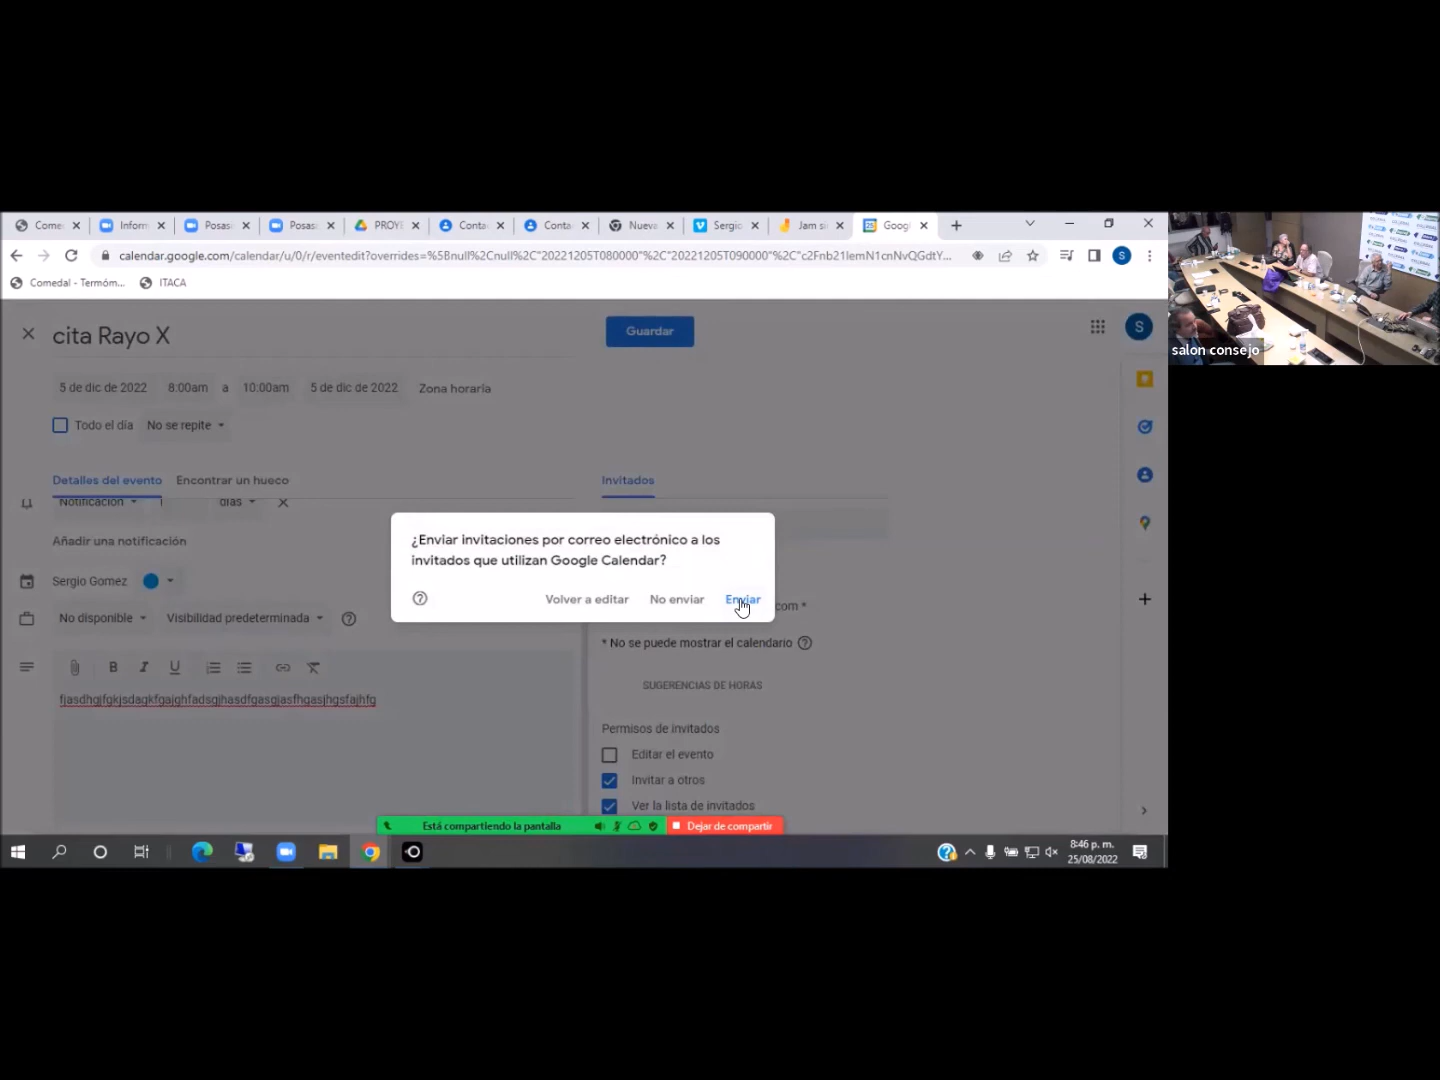 Come
Inform
Posas
Posas
PROYE
Conta
Conta
Nueva
Sergio
Jam si
Googl
calendar.google.com/calendar/u/0/r/eventedit?overrides=%5Bnull%2Cnull%2C"20221205T080000"%2C"20221205T090000"%2C"c2Fnb21lemN1cnNvQGdtY...
S
Comedal - Termóm...
ITACA
cita Rayo X
Guardar
S
5 de dic de 2022 8:00am a 10:00am 5 de dic de 2022 Zona horaria
Todo el día No se repite
Detalles del evento Encontrar un hueco
Invitados
Notificación 1 días
Añadir una notificación
¿Enviar invitaciones por correo electrónico a los
invitados que utilizan Google Calendar?
Volver a editar No enviar Enviar
Sergio Gomez
com *
No disponible Visibilidad predeterminada
* No se puede mostrar el calendario
B I U
SUGERENCIAS DE HORAS
Permisos de invitados
Editar el evento
Invitar a otros
Ver la lista de invitados
Está compartiendo la pantalla
Dejar de compartir
8:46 p. m.
25/08/2022
salon consejo